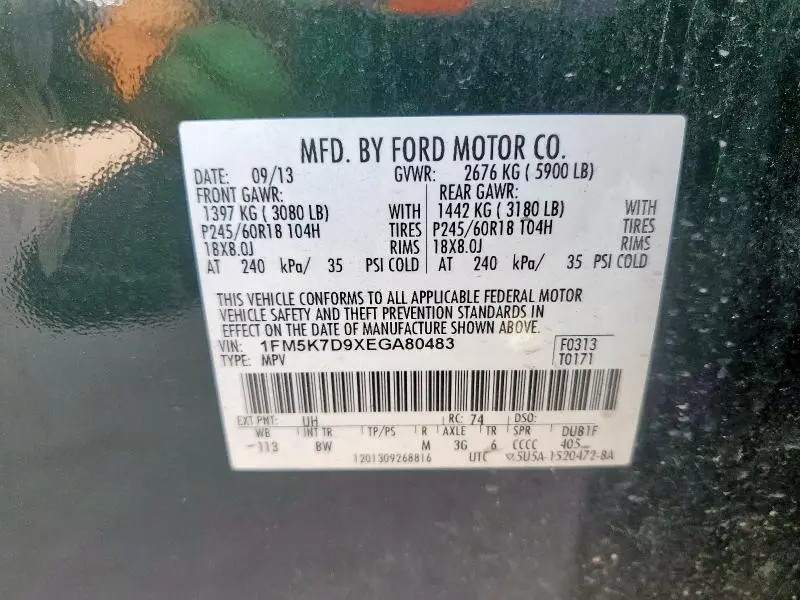 MFD. BY FORD MOTOR CO.
DATE: 09/13 GVWR: 2676 KG ( 5900 LB)
FRONT GAWR: REAR GAWR:
1397 KG ( 3080 LB) WITH 1442 KG ( 3180 LB) WITH
P245/60R18 104H TIRES P245/60R18 104H TIRES
18X8.0J RIMS 18X8.0J RIMS
AT 240 kPa/ 35 PSI COLD AT 240 kPa/ 35 PSI COLD
THIS VEHICLE CONFORMS TO ALL APPLICABLE FEDERAL MOTOR
VEHICLE SAFETY AND THEFT PREVENTION STANDARDS IN
EFFECT ON THE DATE OF MANUFACTURE SHOWN ABOVE.
VIN: 1FM5K7D9XEGA80483 F0313
TYPE: MPV T0171
EXT PNT: UH RC: 74 DSO:
WB INT TR TP/PS R AXLE TR SPR DUB1F
113 BW M 3G 6 CCCC 405
1201309268816 UTC 5U5A-1520472-BA